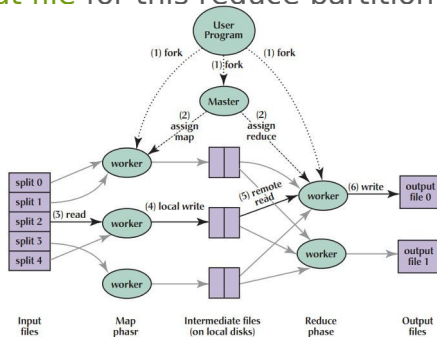 ut file for this reduce partition
User
Program
(1) fork
(1) fork
(1) fork
Master
(2)
assign
map
(2)
assign
reduce
worker
split 0
split 1
split 2
split 3
split 4
(3) read
worker
(4) local write
(5) remote
read
worker
(6) write
output
file 0
worker
output
file 1
worker
Input
files
Map
phasr
Intermediate files
(on local disks)
Reduce
phase
Output
files